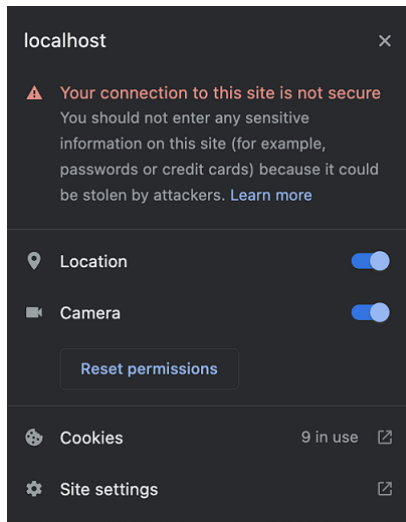 localhost
Your connection to this site is not secure
You should not enter any sensitive
information on this site (for example,
passwords or credit cards) because it could
be stolen by attackers. Learn more
Location
Camera
Reset permissions
Cookies 9 in use
Site settings